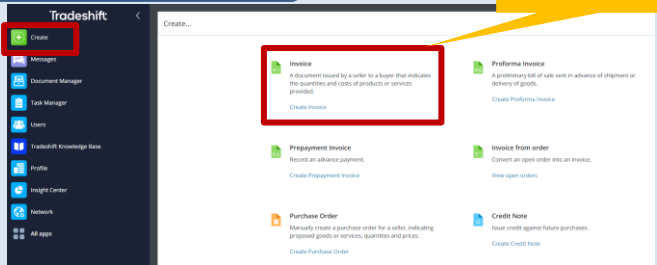 Tradeshift
Create
Messages
Document Manager
Task Manager
Users
Tradeshift Knowledge Base
Profile
Insight Center
Network
All apps
Create...
Invoice
A document issued by a seller to a buyer that indicates
the quantities and costs of products or services
provided.
Create Invoice
Proforma Invoice
A preliminary bill of sale sent in advance of shipment or
delivery of goods.
Create Proforma Invoice
Prepayment Invoice
Record an advance payment.
Create Prepayment Invoice
Invoice from order
Convert an open order into an invoice.
View open orders
Purchase Order
Manually create a purchase order for a seller, indicating
proposed goods or services, quantities and prices.
Create Purchase Order
Credit Note
Issue credit against future purchases.
Create Credit Note